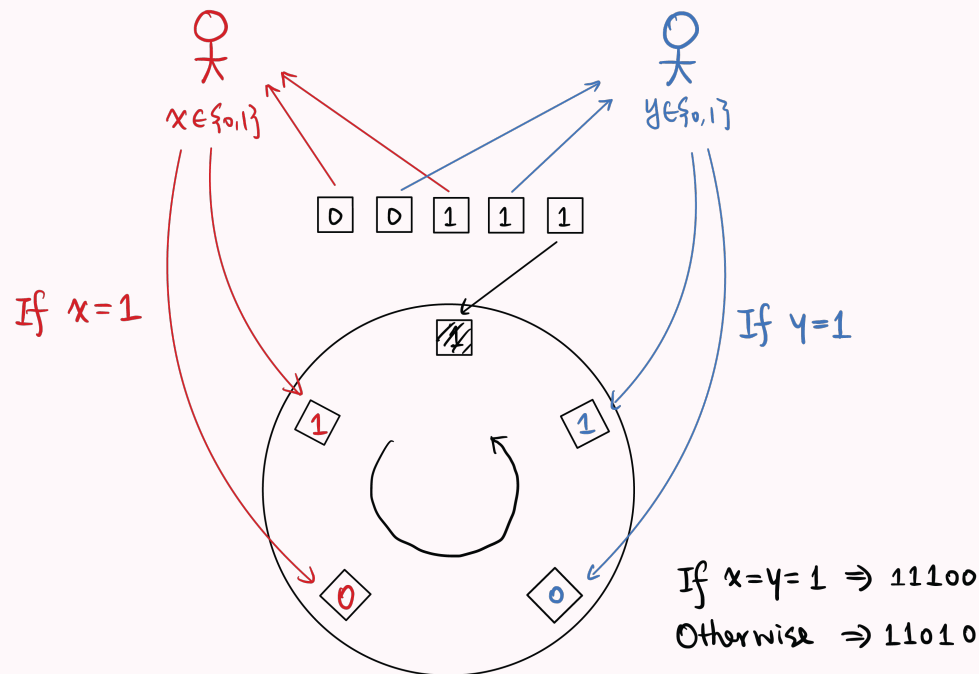 x∈{0,1}
y∈{0,1}
0 0 1 1 1
If x=1
If y=1
1
1
1
0
0
If x=y=1 ⇒ 11100
Otherwise ⇒ 11010